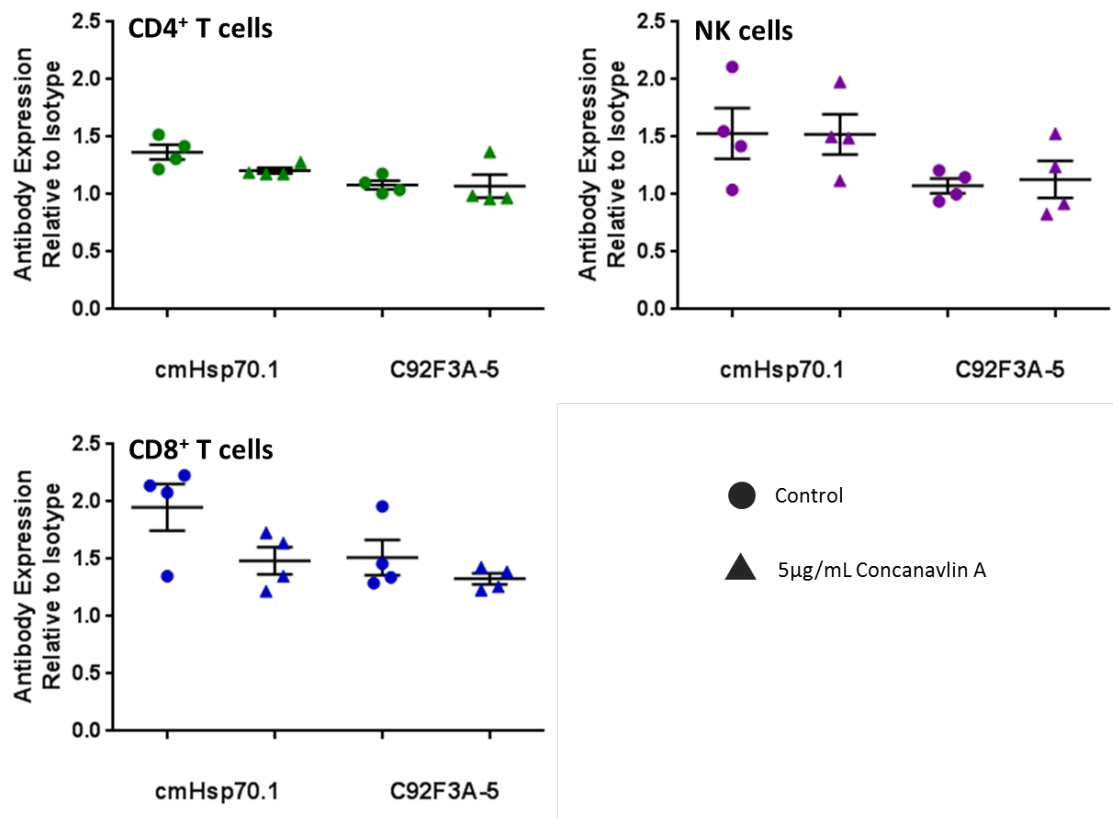 CD4⁺ T cells
Antibody Expression
Relative to Isotype
2.5
2.0
1.5
1.0
0.5
0.0
cmHsp70.1 C92F3A-5
NK cells
Antibody Expression
Relative to Isotype
2.5
2.0
1.5
1.0
0.5
0.0
cmHsp70.1 C92F3A-5
CD8⁺ T cells
Antibody Expression
Relative to Isotype
2.5
2.0
1.5
1.0
0.5
0.0
cmHsp70.1 C92F3A-5
Control
5µg/mL Concanavlin A